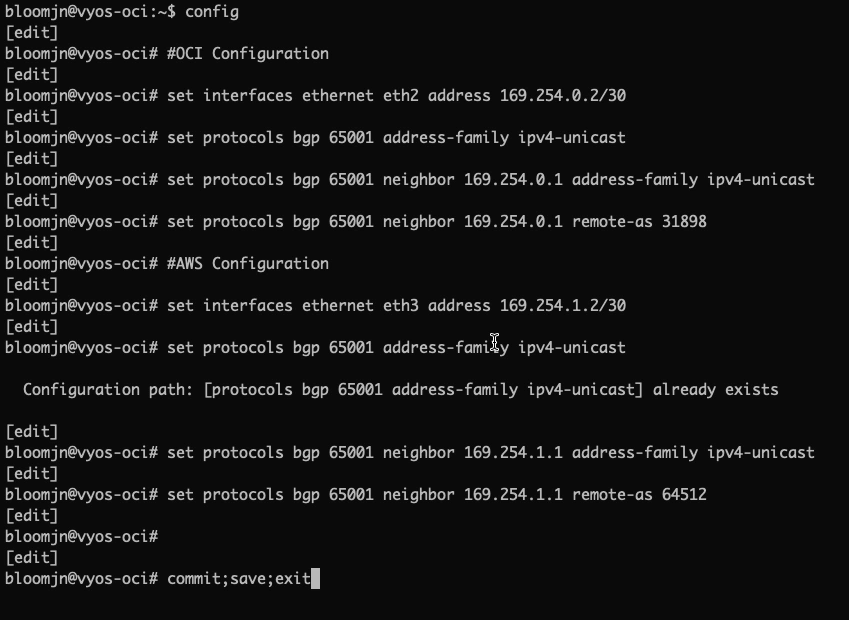 bloomjn@vyos-oci:~$ config
[edit]
bloomjn@vyos-oci# #OCI Configuration
[edit]
bloomjn@vyos-oci# set interfaces ethernet eth2 address 169.254.0.2/30
[edit]
bloomjn@vyos-oci# set protocols bgp 65001 address-family ipv4-unicast
[edit]
bloomjn@vyos-oci# set protocols bgp 65001 neighbor 169.254.0.1 address-family ipv4-unicast
[edit]
bloomjn@vyos-oci# set protocols bgp 65001 neighbor 169.254.0.1 remote-as 31898
[edit]
bloomjn@vyos-oci# #AWS Configuration
[edit]
bloomjn@vyos-oci# set interfaces ethernet eth3 address 169.254.1.2/30
[edit]
bloomjn@vyos-oci# set protocols bgp 65001 address-family ipv4-unicast
Configuration path: [protocols bgp 65001 address-family ipv4-unicast] already exists
[edit]
bloomjn@vyos-oci# set protocols bgp 65001 neighbor 169.254.1.1 address-family ipv4-unicast
[edit]
bloomjn@vyos-oci# set protocols bgp 65001 neighbor 169.254.1.1 remote-as 64512
[edit]
bloomjn@vyos-oci#
[edit]
bloomjn@vyos-oci# commit;save;exit